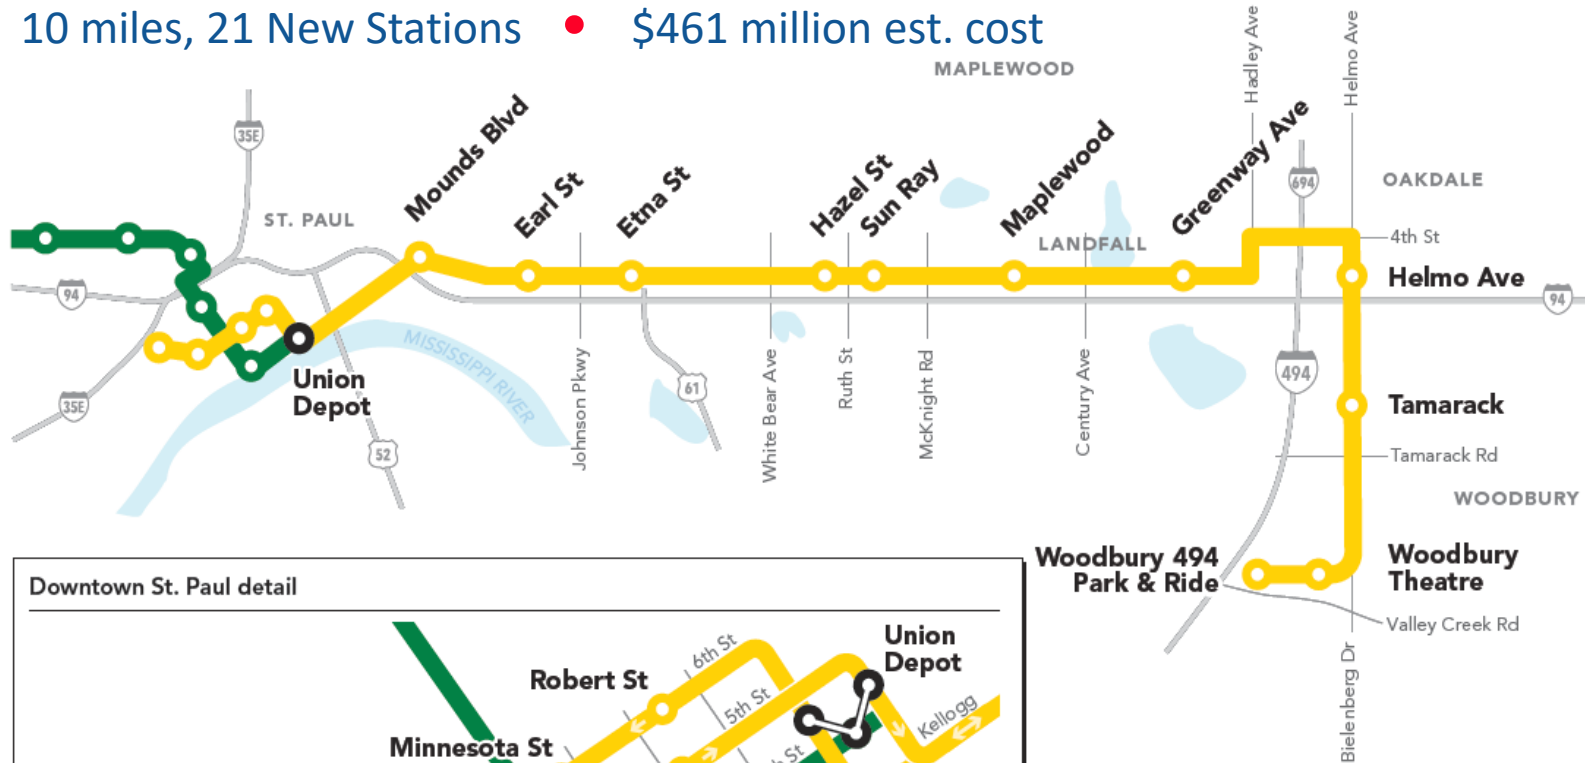 10 miles, 21 New Stations • $461 million est. cost
MAPLEWOOD
Hadley Ave
Helmo Ave
35E
ST. PAUL
Mounds Blvd
Earl St
Etna St
Hazel St
Sun Ray
Maplewood
LANDFALL
Greenway Ave
694
OAKDALE
4th St
Helmo Ave
94
94
MISSISSIPPI RIVER
Union
Depot
35E
52
61
Johnson Pkwy
White Bear Ave
Ruth St
McKnight Rd
Century Ave
494
Tamarack
Tamarack Rd
WOODBURY
Woodbury 494
Park & Ride
Woodbury
Theatre
Valley Creek Rd
Bielenberg Dr
Downtown St. Paul detail
Union
Depot
6th St
Robert St
5th St
Kellogg
Minnesota St
St